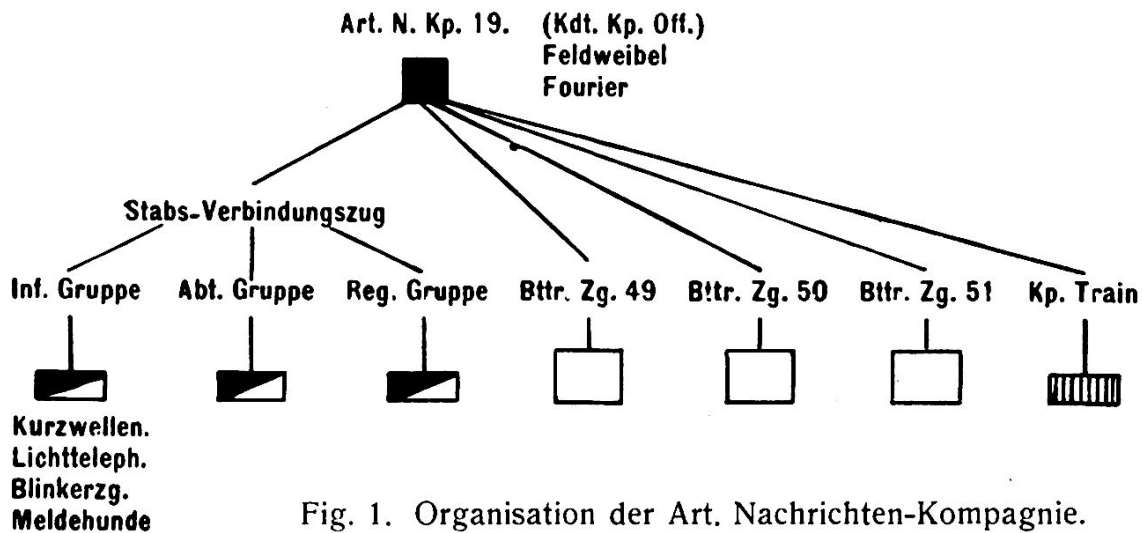 Art. N. Kp. 19. (Kdt. Kp. Off.)
Feldweibel
Fourier
Stabs-Verbindungszug
Inf. Gruppe Abt. Gruppe Reg. Gruppe Bttr. Zg. 49 Bttr. Zg. 50 Bttr. Zg. 51 Kp. Train
Kurzwellen.
Lichtteleph.
Blinkerzg.
Meldehunde
Fig. 1. Organisation der Art. Nachrichten-Kompagnie.